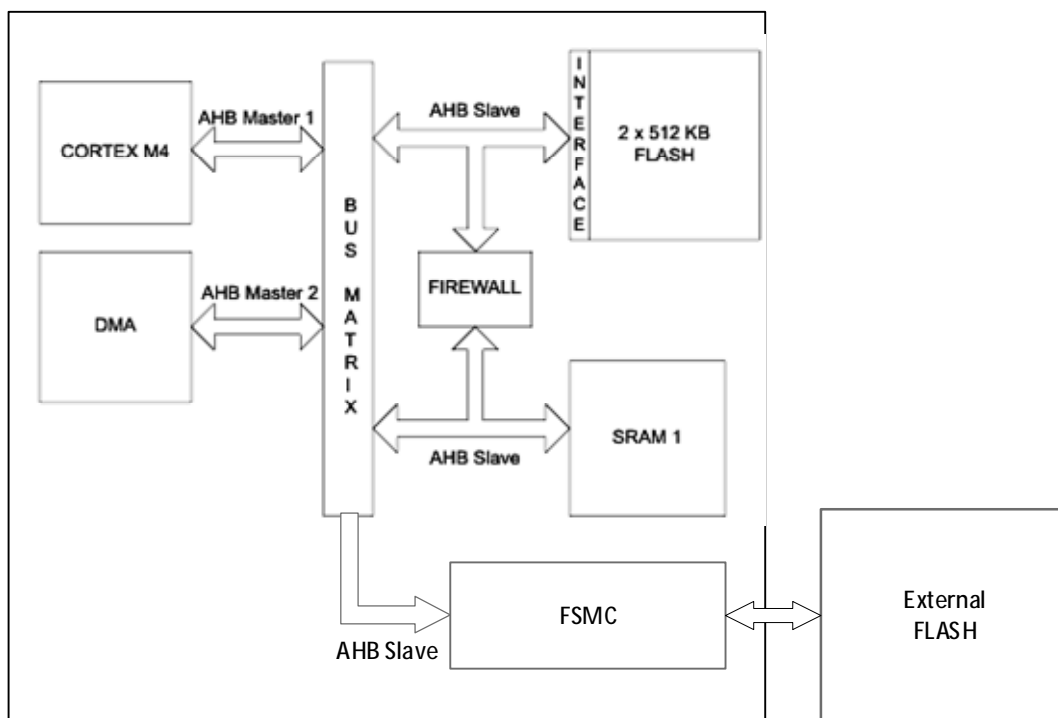 CORTEX M4
AHB Master 1
DMA
AHB Master 2
BUS MATRIX
AHB Slave
INTERFACE
2 x 512 KB
FLASH
FIREWALL
AHB Slave
SRAM 1
AHB Slave
FSMC
External
FLASH